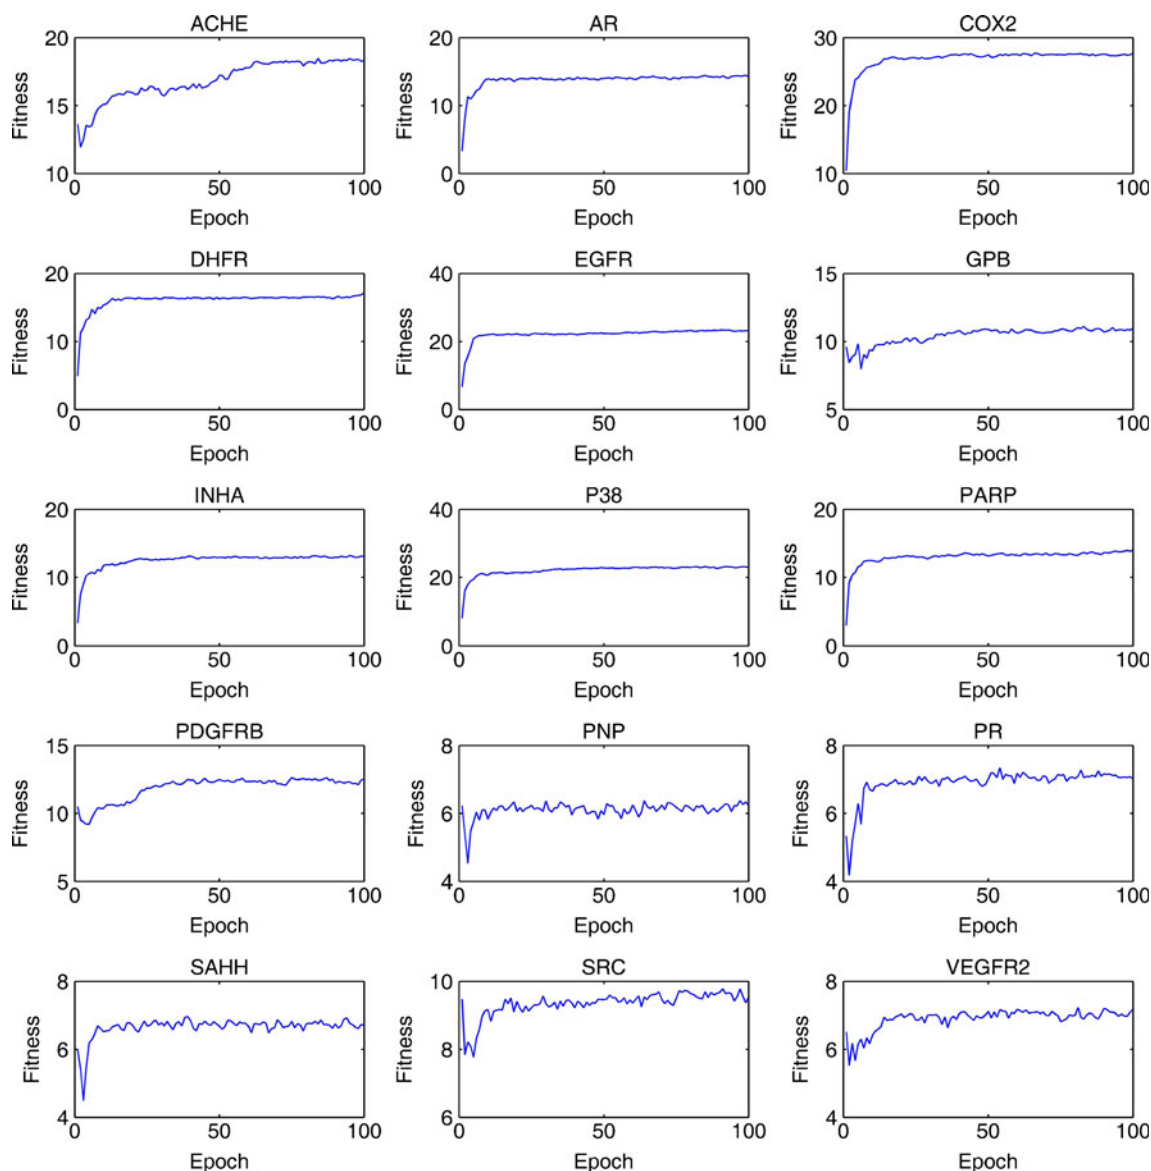 ACHE AR COX2
20 20 30
Fitness Fitness Fitness
15 10 20
10 0 10
0 50 100 0 50 100 0 50 100
Epoch Epoch Epoch
DHFR EGFR GPB
20 40 15
Fitness Fitness Fitness
10 20 10
0 0 5
0 50 100 0 50 100 0 50 100
Epoch Epoch Epoch
INHA P38 PARP
20 40 20
Fitness Fitness Fitness
10 20 10
0 0 0
0 50 100 0 50 100 0 50 100
Epoch Epoch Epoch
PDGFRB PNP PR
15 8 8
Fitness Fitness Fitness
10 6 6
5 4 4
0 50 100 0 50 100 0 50 100
Epoch Epoch Epoch
SAHH SRC VEGFR2
8 10 8
Fitness Fitness Fitness
6 8 6
4 6 4
0 50 100 0 50 100 0 50 100
Epoch Epoch Epoch